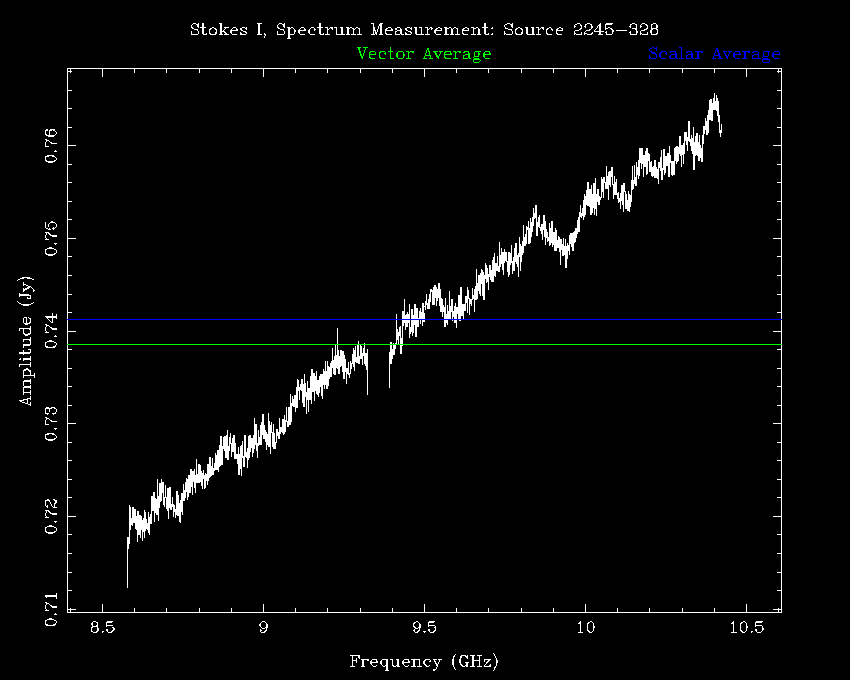 Stokes I, Spectrum Measurement: Source 2245-328
Vector Average Scalar Average
0.76
0.75
0.74
0.73
0.72
0.71
Amplitude (Jy)
8.5 9 9.5 10 10.5
Frequency (GHz)